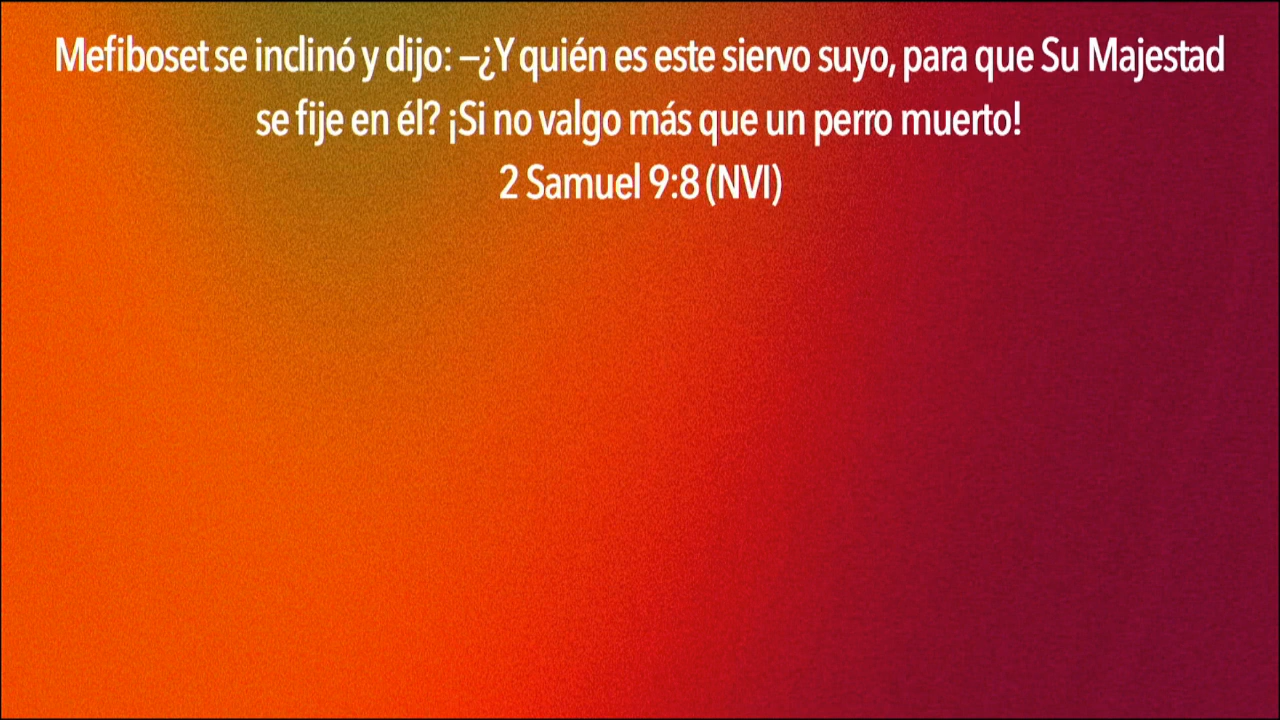 Mefiboset se inclinó y dijo: –¿Y quién es este siervo suyo, para que Su Majestad
se fije en él? ¡Si no valgo más que un perro muerto!
2 Samuel 9:8 (NVI)